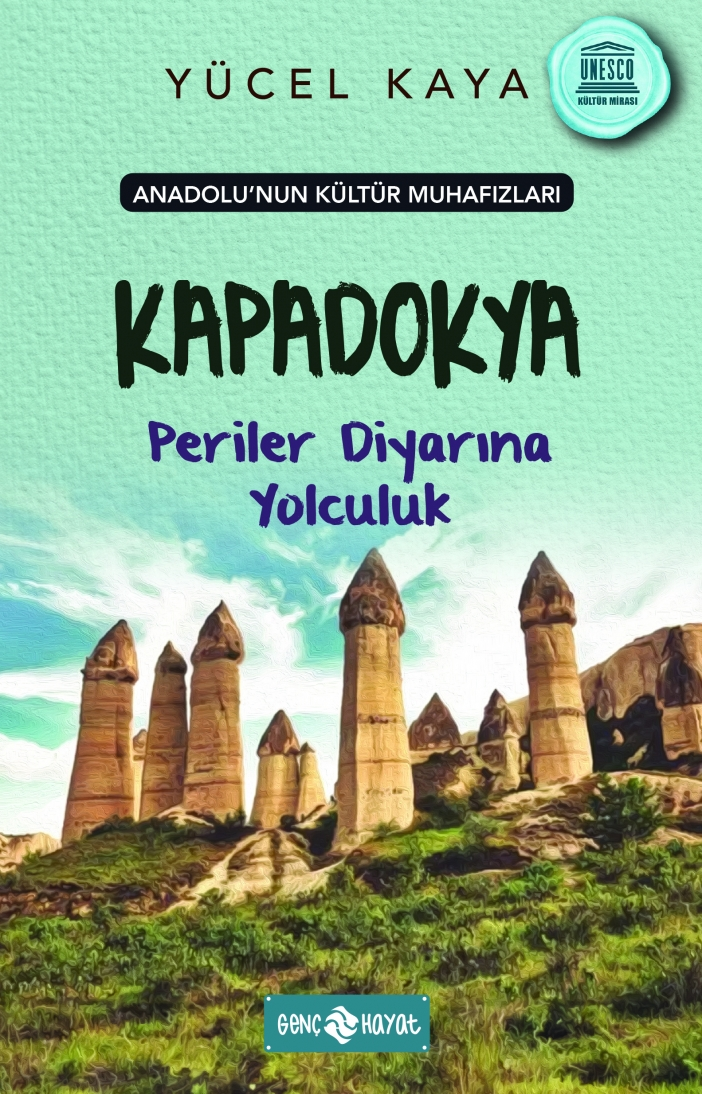 YÜCEL KAYA
UNESCO
KÜLTÜR MİRASI
ANADOLU'NUN KÜLTÜR MUHAFIZLARI
KAPADOKYA
Periler Diyarına
Yolculuk
GENÇ HAYAT